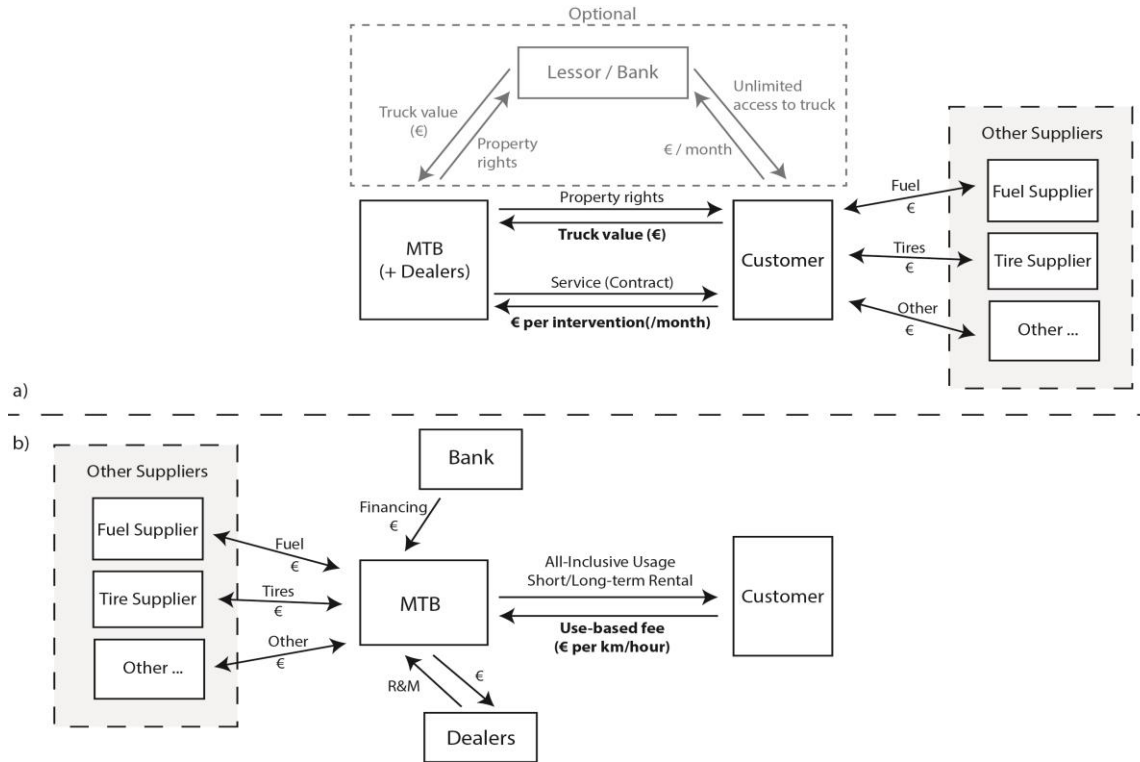 Optional
Lessor / Bank
Truck value
(€)
Property
rights
Unlimited
access to truck
€ / month
Other Suppliers
Fuel Supplier
Tire Supplier
Other ...
Fuel
€
Tires
€
Other
€
MTB
(+ Dealers)
Property rights
Truck value (€)
Service (Contract)
€ per intervention(/month)
Customer
a)
b)
Other Suppliers
Fuel Supplier
Tire Supplier
Other ...
Fuel
€
Tires
€
Other
€
Bank
Financing
€
MTB
All-Inclusive Usage
Short/Long-term Rental
Use-based fee
(€ per km/hour)
Customer
R&M
€
Dealers